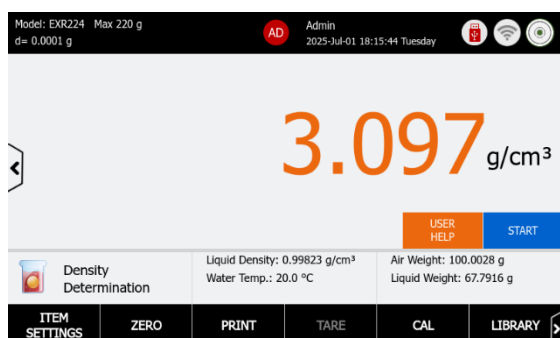 Model: EXR224 Max 220 g
d= 0.0001 g
AD
Admin
2025-Jul-01 18:15:44 Tuesday
3.097 g/cm³
USER
HELP
START
Density
Determination
Liquid Density: 0.99823 g/cm³
Water Temp.: 20.0 °C
Air Weight: 100.0028 g
Liquid Weight: 67.7916 g
ITEM
SETTINGS
ZERO
PRINT
TARE
CAL
LIBRARY